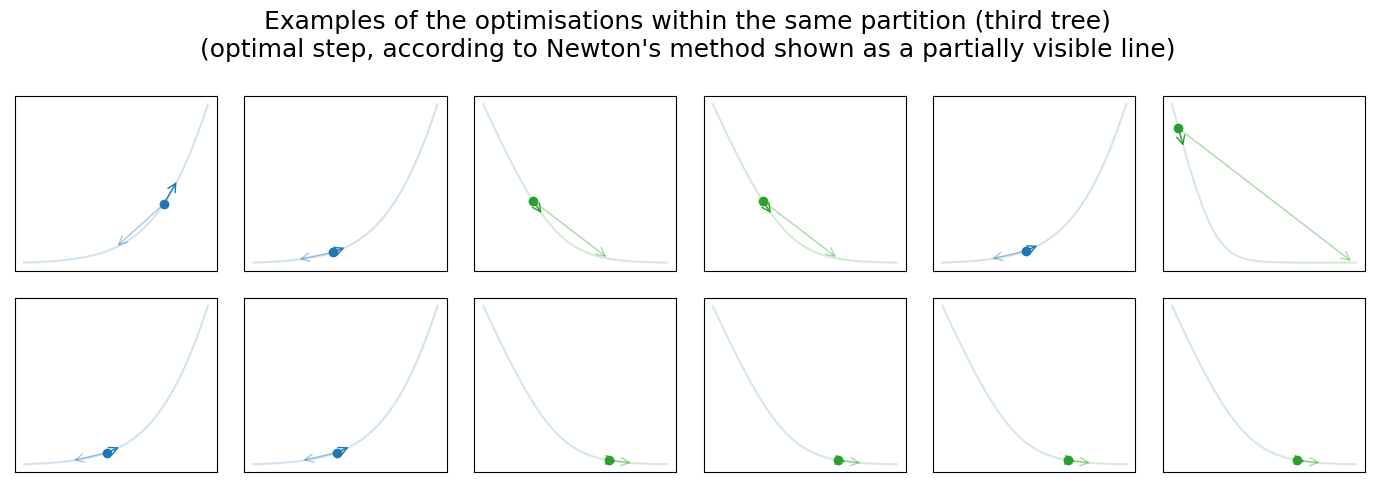 Examples of the optimisations within the same partition (third tree)
(optimal step, according to Newton's method shown as a partially visible line)